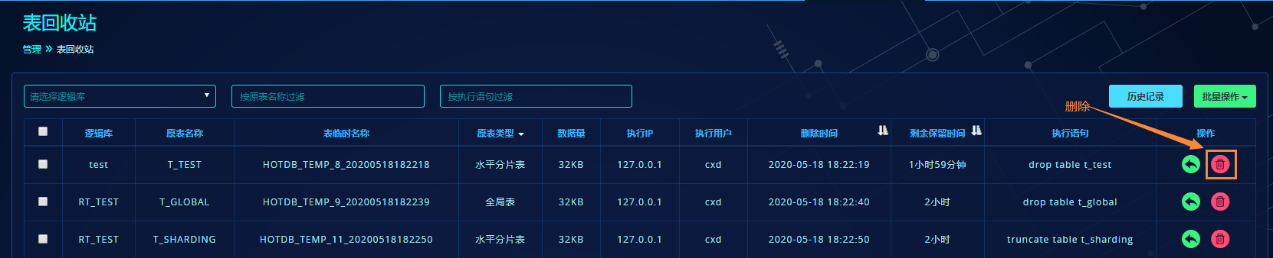 表回收站
管理 » 表回收站
请选择逻辑库 按原表名称过滤 按执行语句过滤 历史记录 批量操作
删除
逻辑库 原表名称 表临时名称 原表类型 数据量 执行IP 执行用户 删除时间 剩余保留时间 执行语句 操作
test T_TEST HOTDB_TEMP_8_20200518182218 水平分片表 32KB 127.0.0.1 cxd 2020-05-18 18:22:19 1小时59分钟 drop table t_test
RT_TEST T_GLOBAL HOTDB_TEMP_9_20200518182239 全局表 32KB 127.0.0.1 cxd 2020-05-18 18:22:40 2小时 drop table t_global
RT_TEST T_SHARDING HOTDB_TEMP_11_20200518182250 水平分片表 32KB 127.0.0.1 cxd 2020-05-18 18:22:50 2小时 truncate table t_sharding